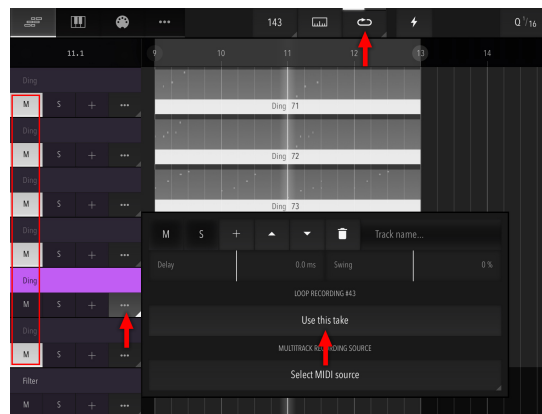 143
Q 1/16
11.1
9 10 11 12 13 14
Ding
M S + •••
Ding 71
Ding
M S + •••
Ding 72
Ding
M S + •••
Ding 73
Ding
M S + •••
Ding
M S + •••
Ding
M S + •••
Filter
M S + •••
M S + Track name...
Delay 0.0 ms Swing 0 %
LOOP RECORDING #43
Use this take
MULTITRACK RECORDING SOURCE
Select MIDI source